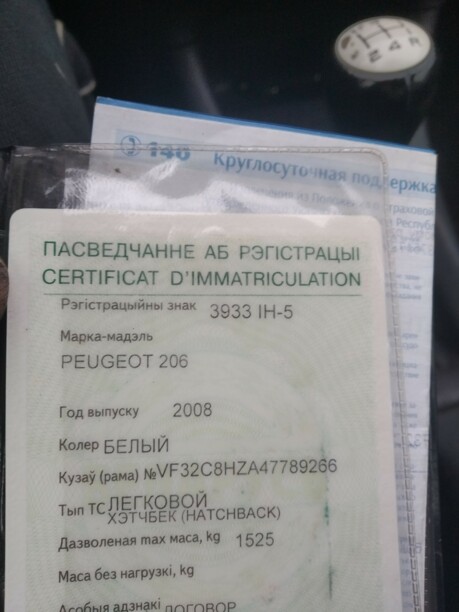 140 Круглосуточная поддержка
ПАСВЕДЧАННЕ АБ РЭГІСТРАЦЫІ
CERTIFICAT D'IMMATRICULATION
Рэгістрацыйны знак 3933 IH-5
Марка-мадэль
PEUGEOT 206
Год выпуску 2008
Колер БЕЛЫЙ
Кузаў (рама) №VF32C8HZA47789266
Тып ТС ЛЕГКОВОЙ
ХЭТЧБЕК (HATCHBACK)
Дазволеная max маса, kg 1525
Маса без нагрузкі, kg
Асобыя адзнакі ДОГОВОР